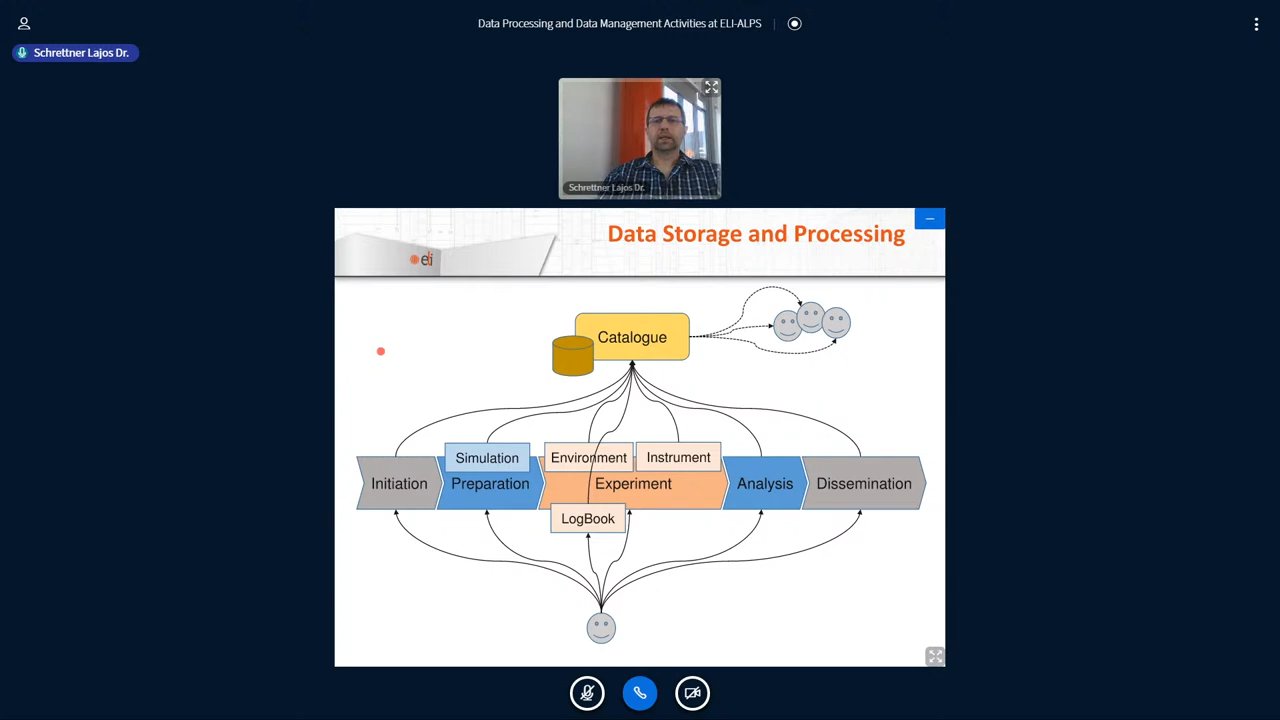 Data Processing and Data Management Activities at ELI-ALPS
Schrettner Lajos Dr.
Schrettner Lajos Dr.
Data Storage and Processing
eli
Catalogue
Simulation
Environment
Instrument
Initiation
Preparation
Experiment
Analysis
Dissemination
LogBook